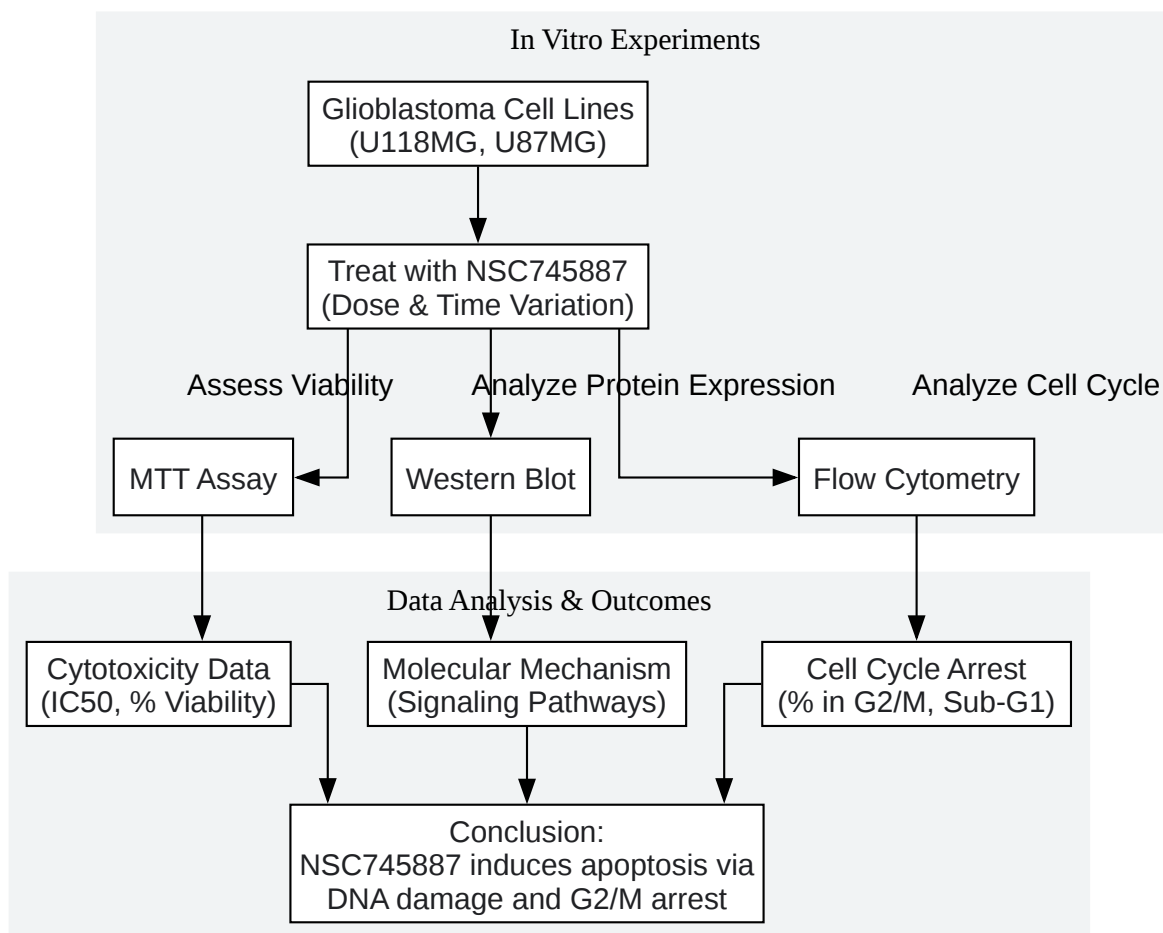 In Vitro Experiments
Glioblastoma Cell Lines
(U118MG, U87MG)
Treat with NSC745887
(Dose & Time Variation)
Assess Viability
Analyze Protein Expression
Analyze Cell Cycle
MTT Assay
Western Blot
Flow Cytometry
Data Analysis & Outcomes
Cytotoxicity Data
(IC50, % Viability)
Molecular Mechanism
(Signaling Pathways)
Cell Cycle Arrest
(% in G2/M, Sub-G1)
Conclusion:
NSC745887 induces apoptosis via
DNA damage and G2/M arrest